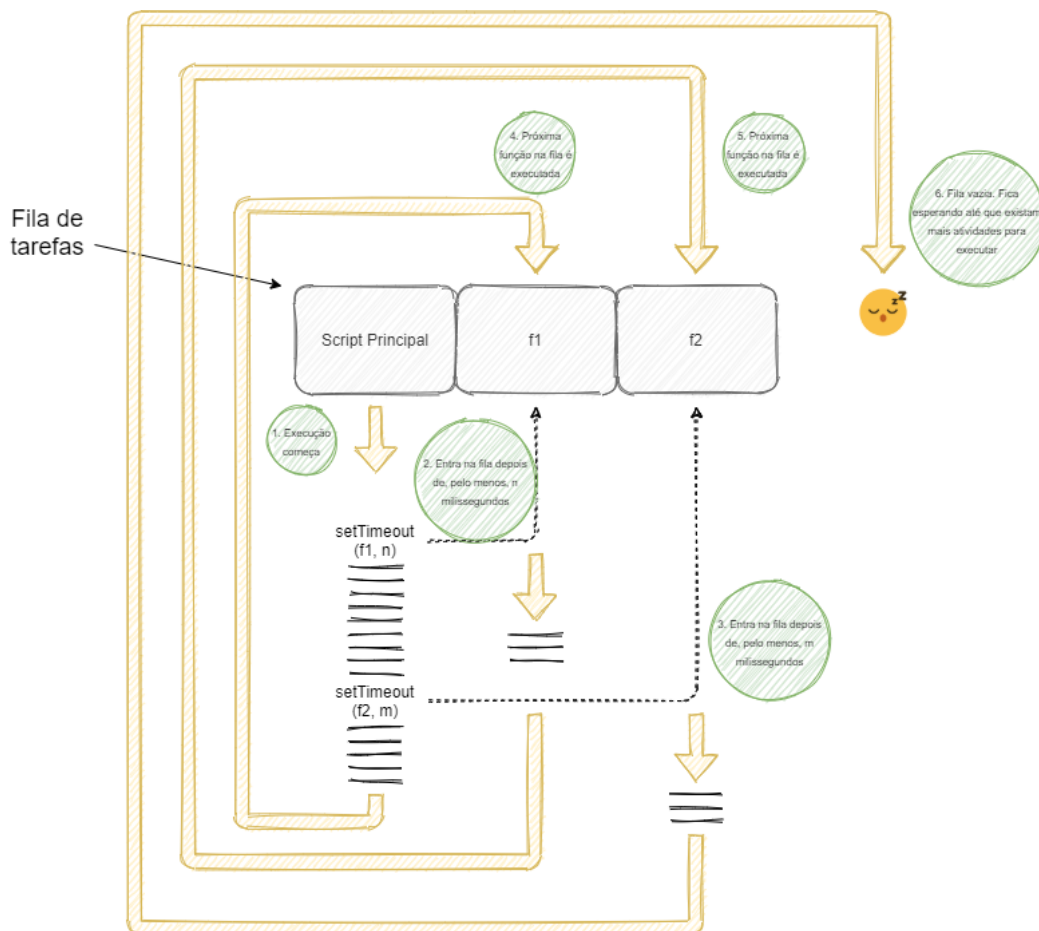 4. Próxima
função na fila é
executada
5. Próxima
função na fila é
executada
6. Fila vazia. Fica
esperando até que existam
mais atividades para
executar
Fila de
tarefas
z z
Script Principal
f1
f2
1. Execução
começa
2. Entra na fila depois
de, pelo menos, n
milissegundos
setTimeout
(f1, n)
3. Entra na fila depois
de, pelo menos, m
milissegundos
setTimeout
(f2, m)